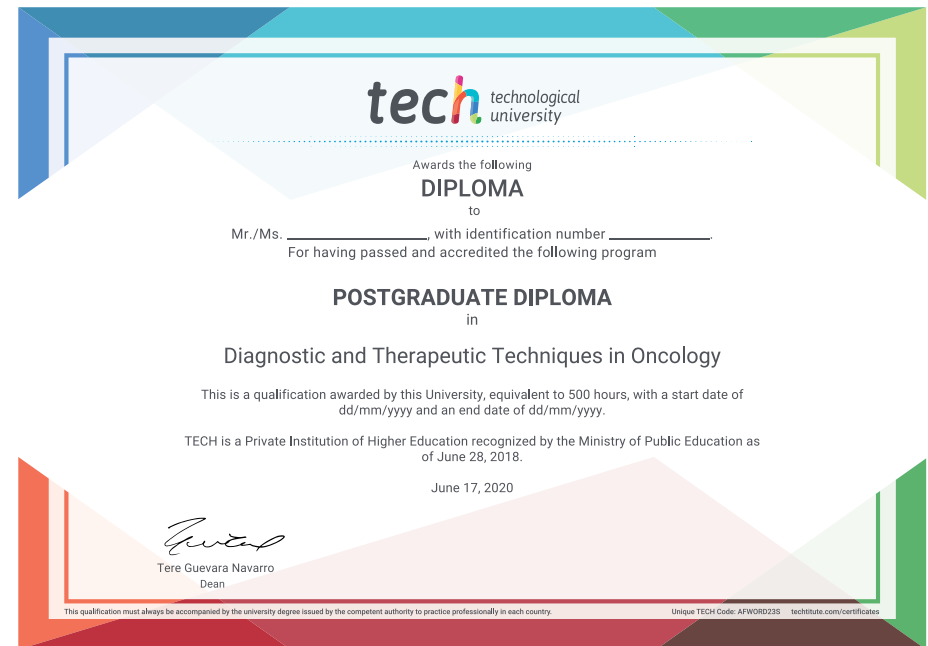 tech technological
university
Awards the following
DIPLOMA
to
Mr./Ms. ____________________, with identification number ______________.
For having passed and accredited the following program
POSTGRADUATE DIPLOMA
in
Diagnostic and Therapeutic Techniques in Oncology
This is a qualification awarded by this University, equivalent to 500 hours, with a start date of
dd/mm/yyyy and an end date of dd/mm/yyyy.
TECH is a Private Institution of Higher Education recognized by the Ministry of Public Education as
of June 28, 2018.
June 17, 2020
Tere Guevara Navarro
Dean
This qualification must always be accompanied by the university degree issued by the competent authority to practice professionally in each country. Unique TECH Code: AFWORD23S techtitute.com/certificates